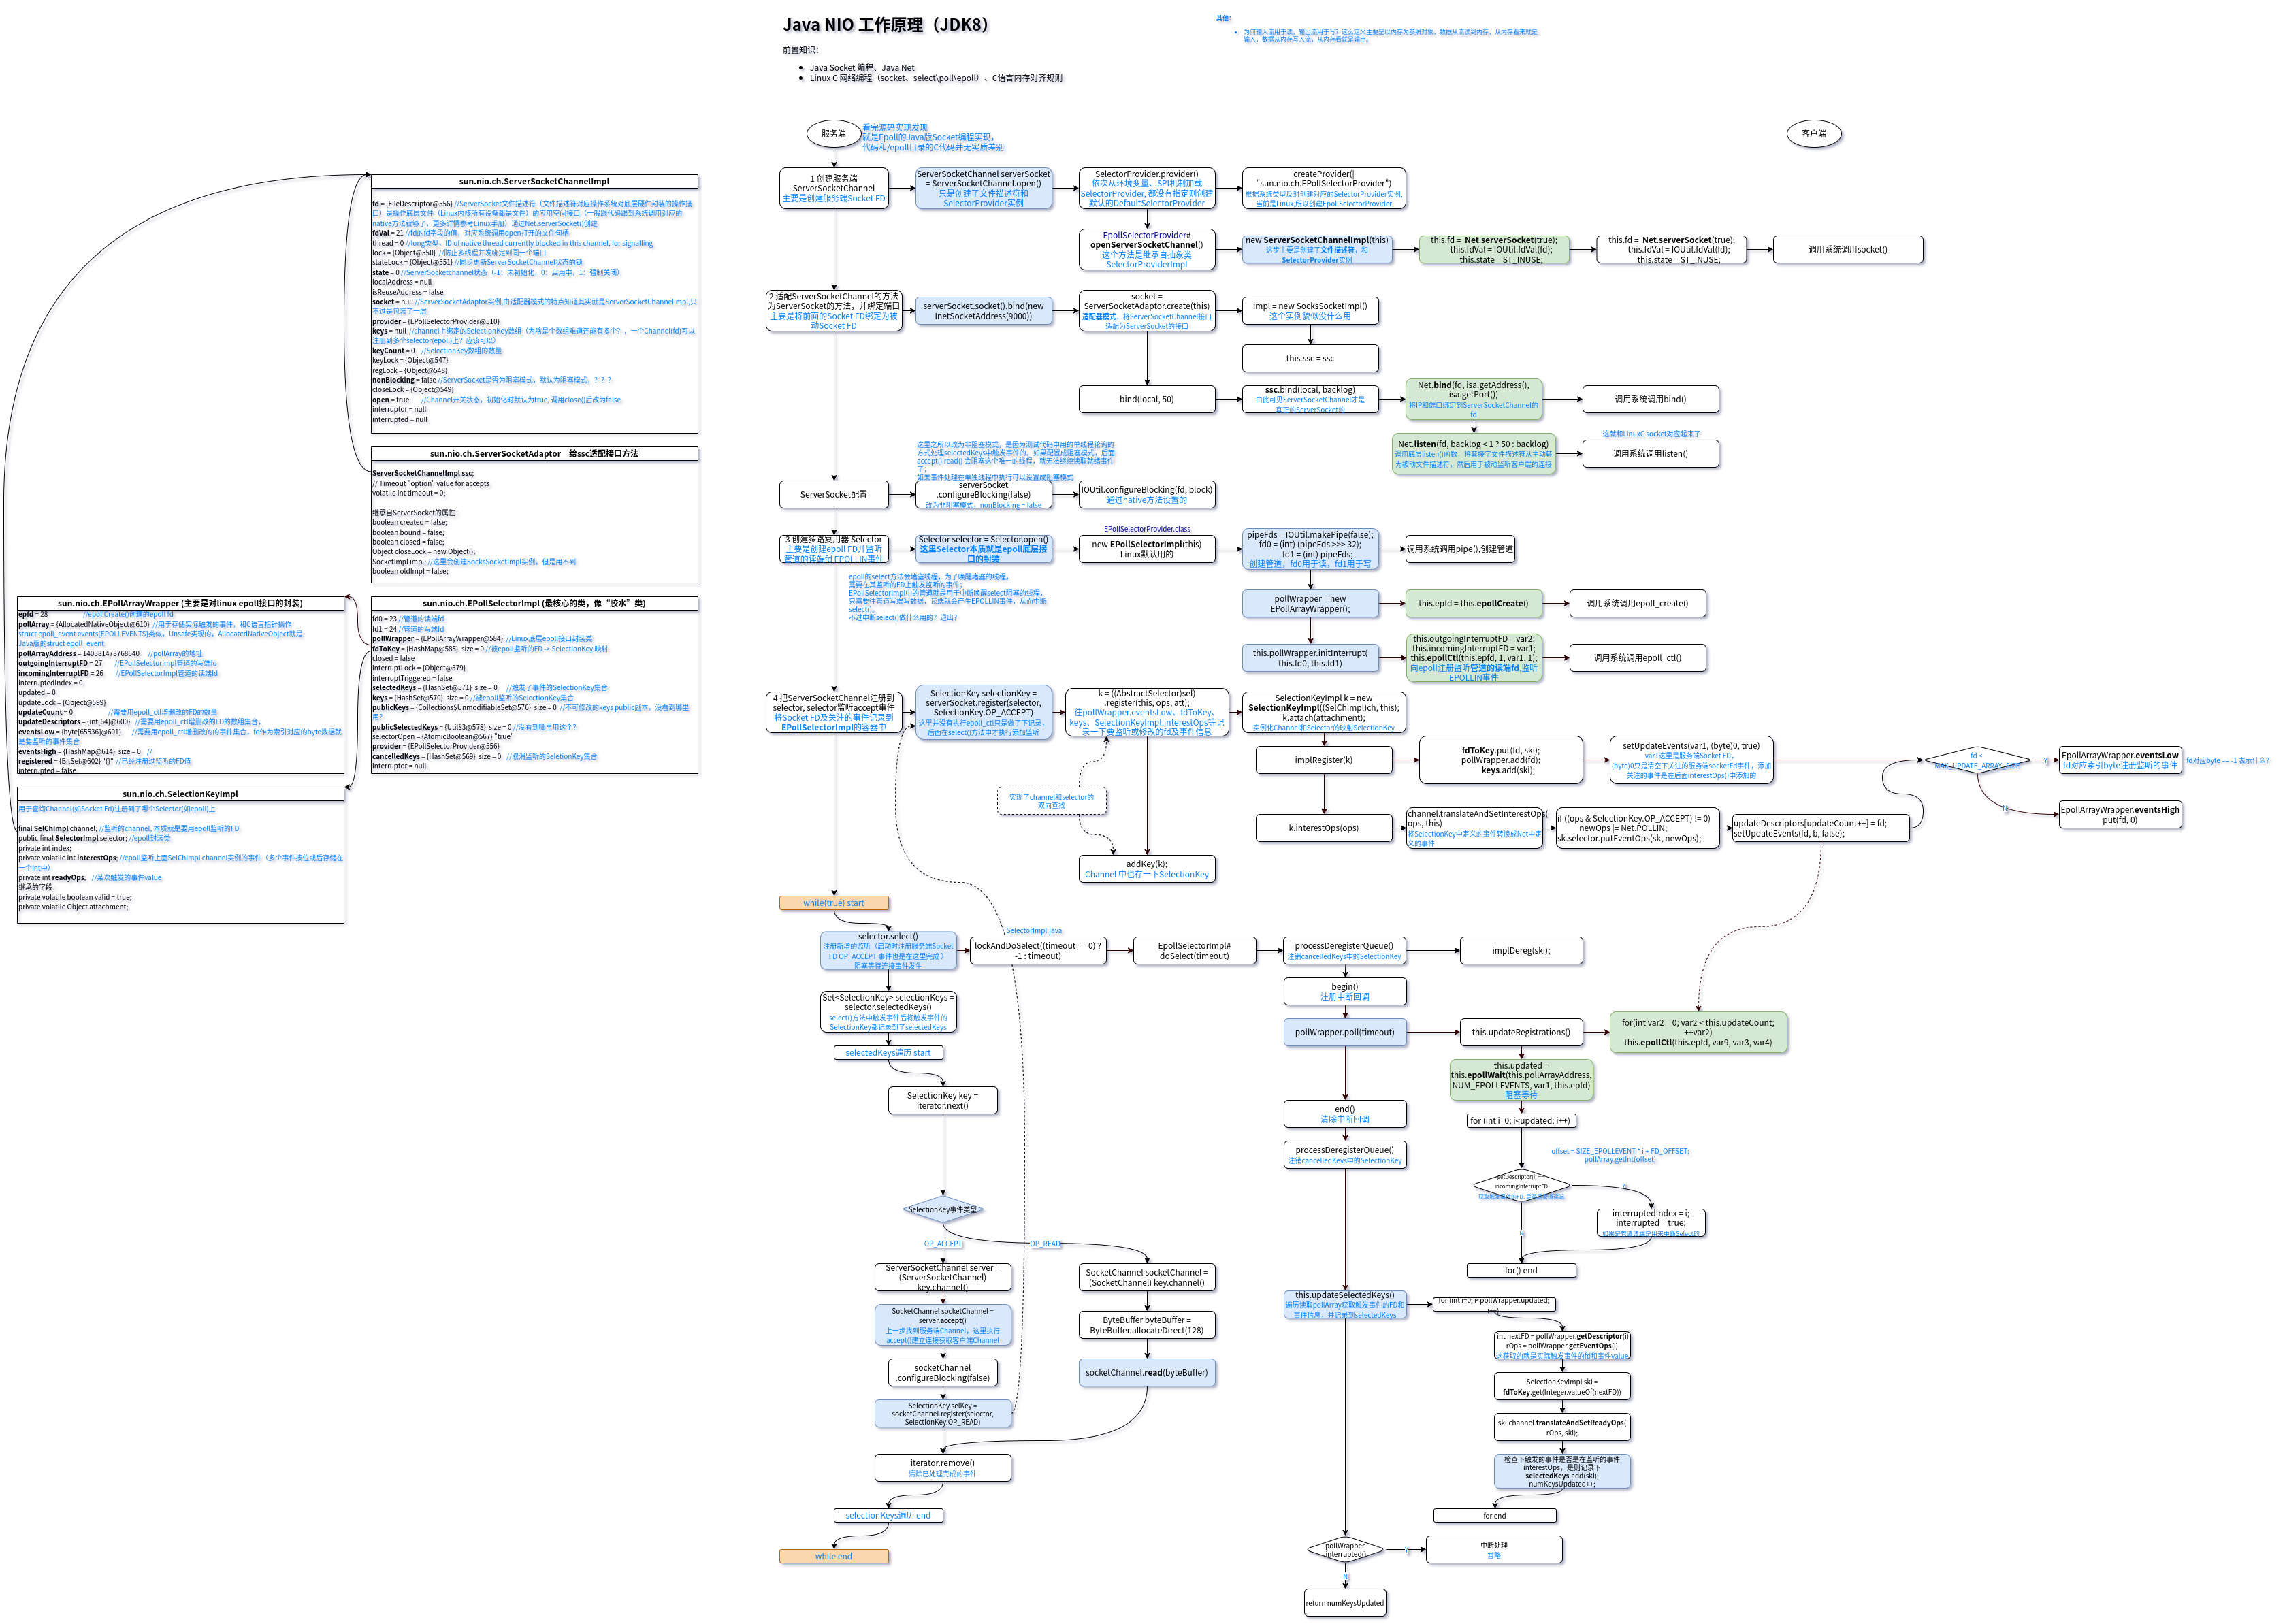 Java NIO 工作原理（JDK8）
前置知识：
Java Socket 编程、Java Net
Linux C 网络编程（socket、select\poll\epoll）、C语言内存对齐规则
其他：
为何输入流用于读，输出流用于写？这么定义主要是以内存为参照对象，数据从流读到内存，从内存看来就是
输入，数据从内存写入流，从内存看就是输出。
服务端
看完源码实现发现
就是Epoll的Java版Socket编程实现，
代码和/epoll目录的C代码并无实质差别
客户端
1 创建服务端
ServerSocketChannel
主要是创建服务端Socket FD
ServerSocketChannel serverSocket
= ServerSocketChannel.open()
只是创建了文件描述符和
SelectorProvider实例
SelectorProvider.provider()
依次从环境变量、SPI机制加载
SelectorProvider, 都没有指定则创建
默认的DefaultSelectorProvider
createProvider(|
"sun.nio.ch.EPollSelectorProvider")
根据系统类型反射创建对应的SelectorProvider实例,
当前是Linux,所以创建EpollSelectorProvider
EpollSelectorProvider#
openServerSocketChannel()
这个方法是继承自抽象类
SelectorProviderImpl
new ServerSocketChannelImpl(this)
这步主要是创建了文件描述符，和
SelectorProvider实例
this.fd = Net.serverSocket(true);
this.fdVal = IOUtil.fdVal(fd);
this.state = ST_INUSE;
this.fd = Net.serverSocket(true);
this.fdVal = IOUtil.fdVal(fd);
this.state = ST_INUSE;
调用系统调用socket()
2 适配ServerSocketChannel的方法
为ServerSocket的方法，并绑定端口
主要是将前面的Socket FD绑定为被
动Socket FD
serverSocket.socket().bind(new
InetSocketAddress(9000))
socket =
ServerSocketAdaptor.create(this)
适配器模式，将ServerSocketChannel接口
适配为ServerSocket的接口
impl = new SocksSocketImpl()
这个实例貌似没什么用
this.ssc = ssc
bind(local, 50)
ssc.bind(local, backlog)
由此可见ServerSocketChannel才是
真正的ServerSocket的
Net.bind(fd, isa.getAddress(),
isa.getPort())
将IP和端口绑定到ServerSocketChannel的
fd
调用系统调用bind()
Net.listen(fd, backlog < 1 ? 50 : backlog)
调用底层listen()函数，将套接字文件描述符从主动转
为被动文件描述符，然后用于被动监听客户端的连接
这就和LinuxC socket对应起来了
调用系统调用listen()
这里之所以改为非阻塞模式，是因为测试代码中用的单线程轮询的
方式处理selectedKeys中触发事件的，如果配置成阻塞模式，后面
accept() read() 会阻塞这个唯一的线程，就无法继续读取就绪事件
了；
如果事件处理在单独线程中执行可以设置成阻塞模式
ServerSocket配置
serverSocket
.configureBlocking(false)
改为非阻塞模式，nonBlocking = false
IOUtil.configureBlocking(fd, block)
通过native方法设置的
3 创建多路复用器 Selector
主要是创建epoll FD并监听
管道的读端fd EPOLLIN事件
Selector selector = Selector.open()
这里Selector本质就是epoll底层接
口的封装
EPollSelectorProvider.class
new EPollSelectorImpl(this)
Linux默认用的
pipeFds = IOUtil.makePipe(false);
fd0 = (int) (pipeFds >>> 32);
fd1 = (int) pipeFds;
创建管道，fd0用于读，fd1用于写
调用系统调用pipe(),创建管道
epoll的select方法会堵塞线程，为了唤醒堵塞的线程，
需要在其监听的FD上触发监听的事件；
EPollSelectorImpl中的管道就是用于中断唤醒select阻塞的线程，
只需要往管道写端写数据，读端就会产生EPOLLIN事件，从而中断
select()。
不过中断select()做什么用的？退出？
pollWrapper = new
EPollArrayWrapper();
this.epfd = this.epollCreate()
调用系统调用epoll_create()
this.pollWrapper.initInterrupt(
this.fd0, this.fd1)
this.outgoingInterruptFD = var2;
this.incomingInterruptFD = var1;
this.epollCtl(this.epfd, 1, var1, 1);
向epoll注册监听管道的读端fd,监听
EPOLLIN事件
调用系统调用epoll_ctl()
4 把ServerSocketChannel注册到
selector, selector监听accept事件
将Socket FD及关注的事件记录到
EPollSelectorImpl的容器中
SelectionKey selectionKey =
serverSocket.register(selector,
SelectionKey.OP_ACCEPT)
这里并没有执行epoll_ctl只是做了下记录，
后面在select()方法中才执行添加监听
k = ((AbstractSelector)sel)
.register(this, ops, att);
往pollWrapper.eventsLow、fdToKey、
keys、SelectionKeyImpl.interestOps等记
录一下要监听或修改的fd及事件信息
SelectionKeyImpl k = new
SelectionKeyImpl((SelChImpl)ch, this);
k.attach(attachment);
实例化Channel和Selector的映射SelectionKey
implRegister(k)
fdToKey.put(fd, ski);
pollWrapper.add(fd);
keys.add(ski);
setUpdateEvents(var1, (byte)0, true)
var1这里是服务端Socket FD，
(byte)0只是清空下关注的服务端socketFd事件，添加
关注的事件是在后面interestOps()中添加的
fd <
MAX_UPDATE_ARRAY_SIZE
Y
EpollArrayWrapper.eventsLow
fd对应索引byte注册监听的事件
fd对应byte == -1 表示什么?
N
EpollArrayWrapper.eventsHigh
put(fd, 0)
实现了channel和selector的
双向查找
k.interestOps(ops)
channel.translateAndSetInterestOps(
ops, this)
将SelectionKey中定义的事件转换成Net中定
义的事件
if ((ops & SelectionKey.OP_ACCEPT) != 0)
newOps |= Net.POLLIN;
sk.selector.putEventOps(sk, newOps);
updateDescriptors[updateCount++] = fd;
setUpdateEvents(fd, b, false);
addKey(k);
Channel 中也存一下SelectionKey
while(true) start
selector.select()
注册新增的监听（启动时注册服务端Socket
FD OP_ACCEPT 事件也是在这里完成 ）
阻塞等待连接事件发生
SelectorImpl.java
lockAndDoSelect((timeout == 0) ?
-1 : timeout)
EpollSelectorImpl#
doSelect(timeout)
processDeregisterQueue()
注销cancelledKeys中的SelectionKey
implDereg(ski);
begin()
注册中断回调
Set<SelectionKey> selectionKeys =
selector.selectedKeys()
select()方法中触发事件后将触发事件的
SelectionKey都记录到了selectedKeys
pollWrapper.poll(timeout)
this.updateRegistrations()
for(int var2 = 0; var2 < this.updateCount;
++var2)
this.epollCtl(this.epfd, var9, var3, var4)
selectedKeys遍历 start
this.updated =
this.epollWait(this.pollArrayAddress,
NUM_EPOLLEVENTS, var1, this.epfd)
阻塞等待
SelectionKey key =
iterator.next()
end()
清除中断回调
for (int i=0; i<updated; i++)
processDeregisterQueue()
注销cancelledKeys中的SelectionKey
offset = SIZE_EPOLLEVENT * i + FD_OFFSET;
pollArray.getInt(offset)
getDescriptor(i) ==
incomingInterruptFD
Y
interruptedIndex = i;
interrupted = true;
如果是管道读端是用来中断Select的
N
for() end
SelectionKey事件类型
OP_ACCEPT
OP_READ
ServerSocketChannel server =
(ServerSocketChannel)
key.channel()
SocketChannel socketChannel =
(SocketChannel) key.channel()
SocketChannel socketChannel =
server.accept()
上一步找到服务端Channel，这里执行
accept()建立连接获取客户端Channel
ByteBuffer byteBuffer =
ByteBuffer.allocateDirect(128)
socketChannel
.configureBlocking(false)
socketChannel.read(byteBuffer)
SelectionKey selKey =
socketChannel.register(selector,
SelectionKey.OP_READ)
iterator.remove()
清除已处理完成的事件
selectionKeys遍历 end
while end
this.updateSelectedKeys()
遍历读取pollArray获取触发事件的FD和
事件信息，并记录到selectedKeys
for (int i=0; i<pollWrapper.updated;
i++)
int nextFD = pollWrapper.getDescriptor(i)
rOps = pollWrapper.getEventOps(i)
这获取的就是实际触发事件的fd和事件value
SelectionKeyImpl ski =
fdToKey.get(Integer.valueOf(nextFD))
ski.channel.translateAndSetReadyOps(
rOps, ski);
检查下触发的事件是否是在监听的事件
interestOps，是则记录下
selectedKeys.add(ski);
numKeysUpdated++;
for end
pollWrapper
interrupted()
Y
中断处理
暂略
N
return numKeysUpdated
sun.nio.ch.ServerSocketChannelImpl
fd = {FileDescriptor@556} //ServerSocket文件描述符（文件描述符对应操作系统对底层硬件封装的操作接
口）是操作底层文件（Linux内核所有设备都是文件）的应用空间接口（一般跟代码跟到系统调用对应的
native方法就够了，更多详情参考Linux手册）通过Net.serverSocket()创建
fdVal = 21 //fd的fd字段的值，对应系统调用open打开的文件句柄
thread = 0 //long类型，ID of native thread currently blocked in this channel, for signalling
lock = {Object@550} //防止多线程并发绑定到同一个端口
stateLock = {Object@551} //同步更新ServerSocketChannel状态的锁
state = 0 //ServerSocketchannel状态（-1：未初始化，0：启用中，1：强制关闭）
localAddress = null
isReuseAddress = false
socket = null //ServerSocketAdaptor实例,由适配器模式的特点知道其实就是ServerSocketChannelImpl,只
不过是包装了一层
provider = {EPollSelectorProvider@510}
keys = null //channel上绑定的SelectionKey数组（为啥是个数组难道还能有多个？，一个Channel(fd)可以
注册到多个selector(epoll)上？应该可以）
keyCount = 0 //SelectionKey数组的数量
keyLock = {Object@547}
regLock = {Object@548}
nonBlocking = false //ServerSocket是否为阻塞模式，默认为阻塞模式，？？？
closeLock = {Object@549}
open = true //Channel开关状态，初始化时默认为true, 调用close()后改为false
interruptor = null
interrupted = null
sun.nio.ch.ServerSocketAdaptor 给ssc适配接口方法
ServerSocketChannelImpl ssc;
// Timeout "option" value for accepts
volatile int timeout = 0;
继承自ServerSocket的属性：
boolean created = false;
boolean bound = false;
boolean closed = false;
Object closeLock = new Object();
SocketImpl impl; //这里会创建SocksSocketImpl实例，但是用不到
boolean oldImpl = false;
sun.nio.ch.EPollArrayWrapper (主要是对linux epoll接口的封装)
epfd = 28 //epollCreate()创建的epoll fd
pollArray = {AllocatedNativeObject@610} //用于存储实际触发的事件，和C语言指针操作
struct epoll_event events[EPOLLEVENTS]类似，Unsafe实现的，AllocatedNativeObject就是
Java版的struct epoll_event
pollArrayAddress = 140381478768640 //pollArray的地址
outgoingInterruptFD = 27 //EPollSelectorImpl管道的写端fd
incomingInterruptFD = 26 //EPollSelectorImpl管道的读端fd
interruptedIndex = 0
updated = 0
updateLock = {Object@599}
updateCount = 0 //需要用epoll_ctl增删改的FD的数量
updateDescriptors = {int[64]@600} //需要用epoll_ctl增删改的FD的数组集合，
eventsLow = {byte[65536]@601} //需要用epoll_ctl增删改的的事件集合，fd作为索引对应的byte数据就
是要监听的事件集合
eventsHigh = {HashMap@614} size = 0 //
registered = {BitSet@602} "{}" //已经注册过监听的FD值
interrupted = false
sun.nio.ch.EPollSelectorImpl (最核心的类，像“胶水”类)
fd0 = 23 //管道的读端fd
fd1 = 24 //管道的写端fd
pollWrapper = {EPollArrayWrapper@584} //Linux底层epoll接口封装类
fdToKey = {HashMap@585} size = 0 //被epoll监听的FD -> SelectionKey 映射
closed = false
interruptLock = {Object@579}
interruptTriggered = false
selectedKeys = {HashSet@571} size = 0 //触发了事件的SelectionKey集合
keys = {HashSet@570} size = 0 //被epoll监听的SelectionKey集合
publicKeys = {Collections$UnmodifiableSet@576} size = 0 //不可修改的keys public副本，没看到哪里
用?
publicSelectedKeys = {Util$3@578} size = 0 //没看到哪里用这个?
selectorOpen = {AtomicBoolean@567} "true"
provider = {EPollSelectorProvider@556}
cancelledKeys = {HashSet@569} size = 0 //取消监听的SeletionKey集合
interruptor = null
sun.nio.ch.SelectionKeyImpl
用于查询Channel(如Socket Fd)注册到了哪个Selector(如epoll)上
final SelChImpl channel; //监听的channel, 本质就是要用epoll监听的FD
public final SelectorImpl selector; //epoll封装类
private int index;
private volatile int interestOps; //epoll监听上面SelChImpl channel实例的事件（多个事件按位或后存储在
一个int中）
private int readyOps; //某次触发的事件value
继承的字段：
private volatile boolean valid = true;
private volatile Object attachment;